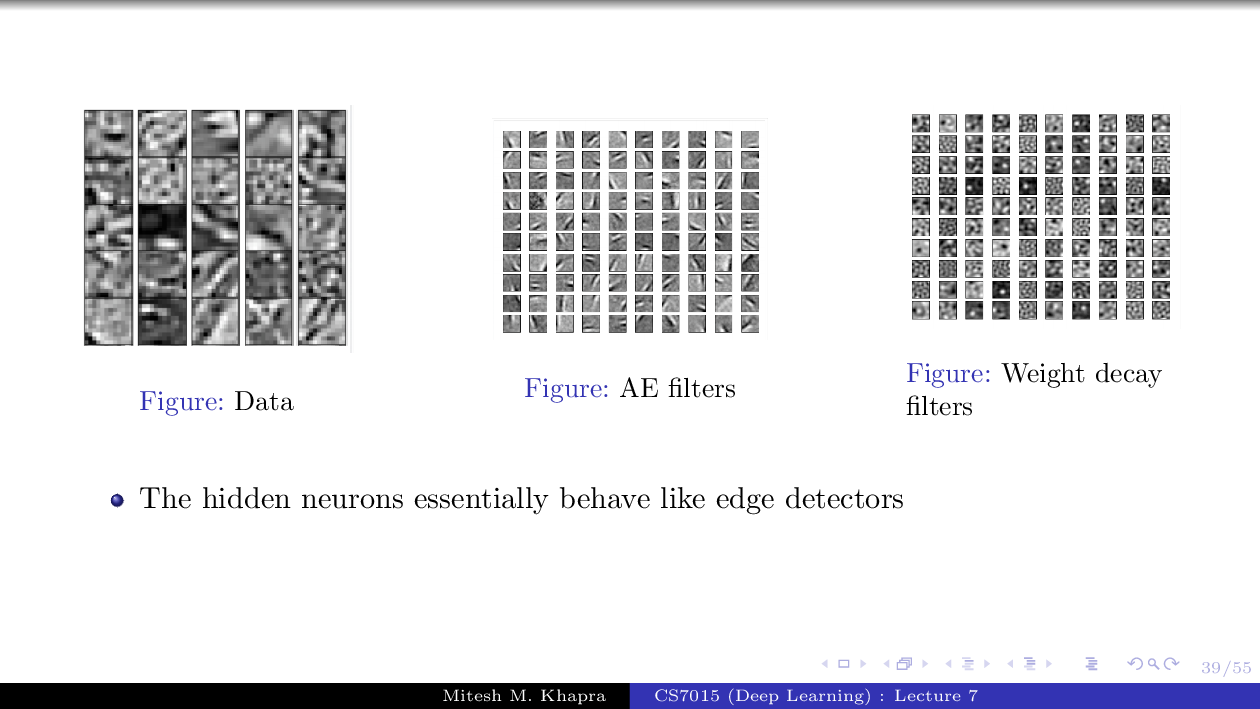 Figure: Data
Figure: AE filters
Figure: Weight decay
filters
The hidden neurons essentially behave like edge detectors
39/55
Mitesh M. Khapra
CS7015 (Deep Learning) : Lecture 7